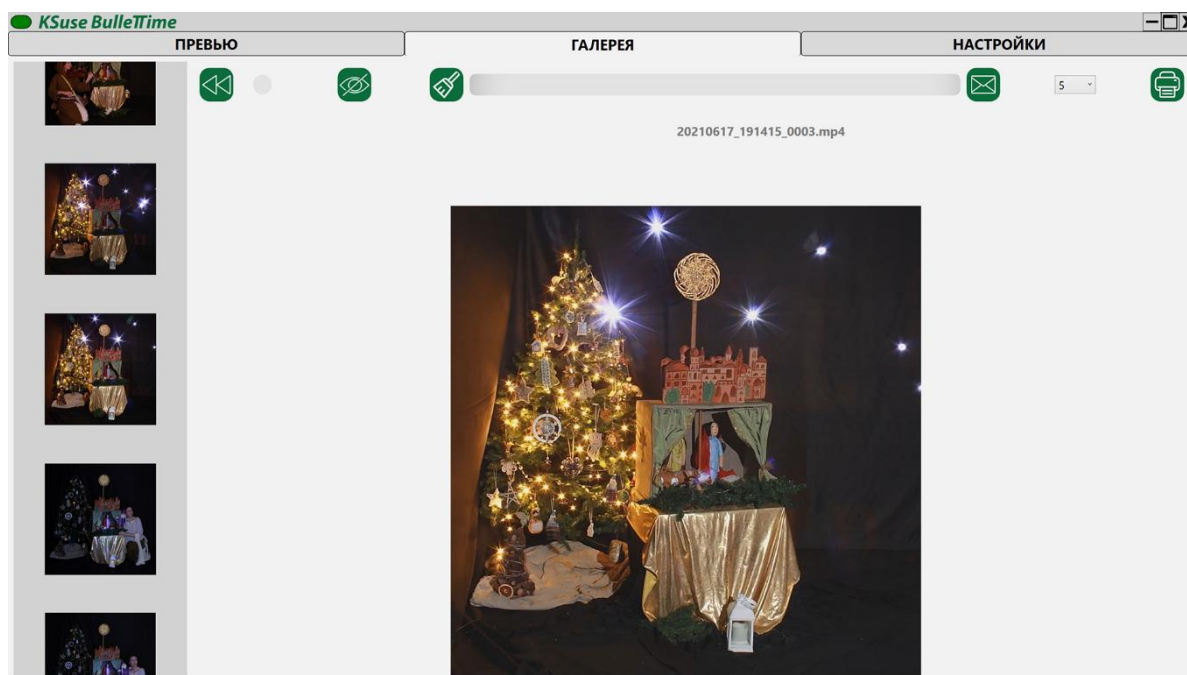 KSuse BulleTTime
ПРЕВЬЮ
ГАЛЕРЕЯ
НАСТРОЙКИ
5
20210617_191415_0003.mp4